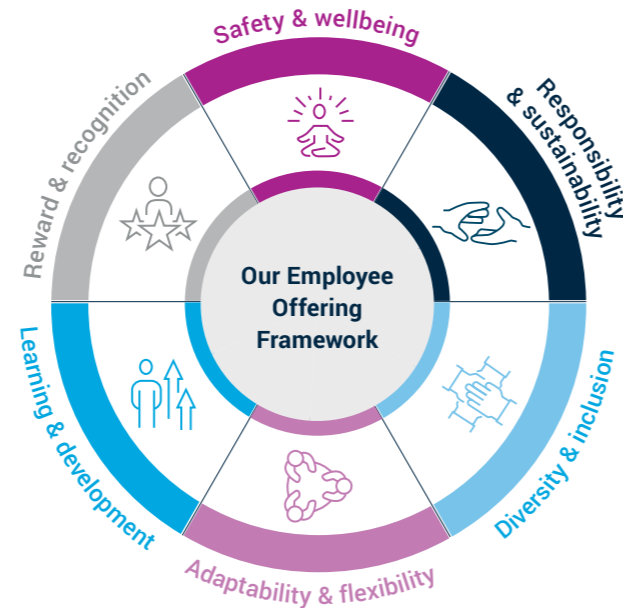 Safety & wellbeing
Responsibility
& sustainability
Diversity & inclusion
Adaptability & flexibility
Learning & development
Reward & recognition
Our Employee
Offering
Framework